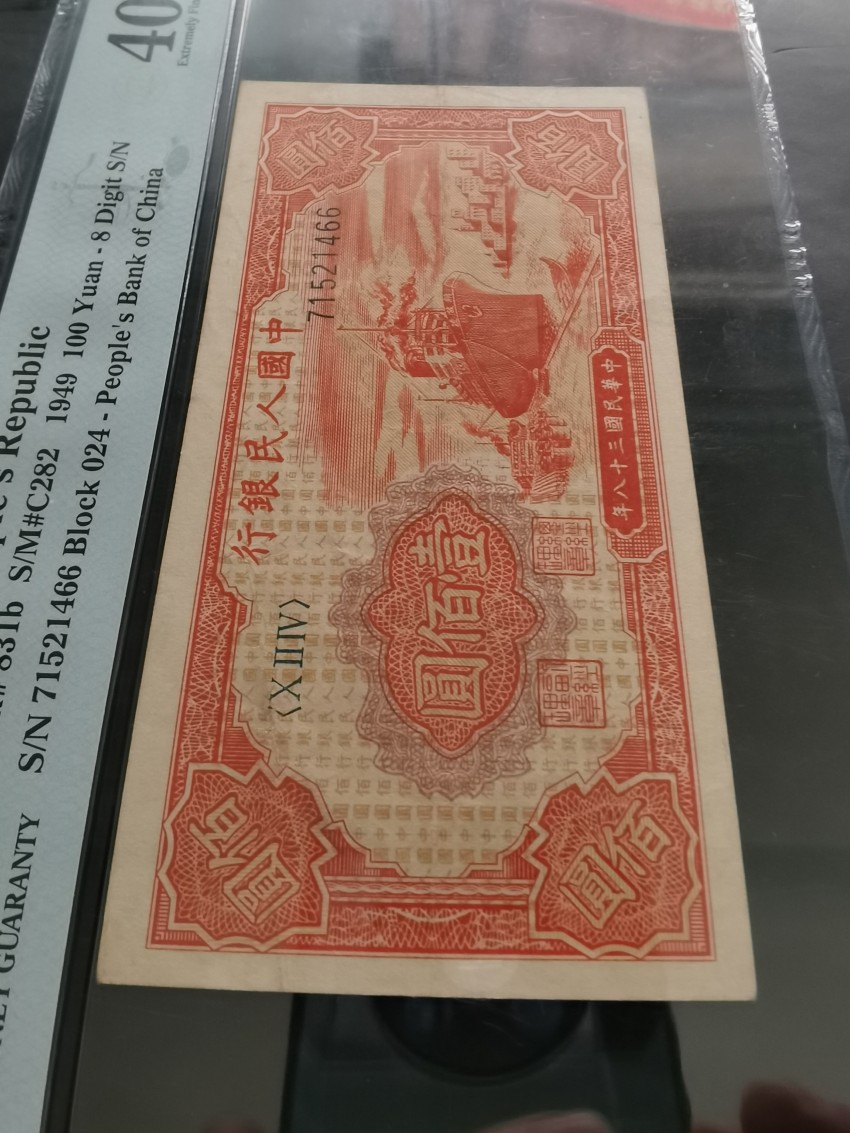 40
Extremely Fin
's Republic
831b S/M#C282 1949 100 Yuan - 8 Digit S/N
S/N 71521466 Block 024 - People's Bank of China
GUARANTY
中國人民銀行
71521466
〈XIIIV〉
壹佰圓
佰圓
佰圓
佰圓
佰圓
中華民國三十八年